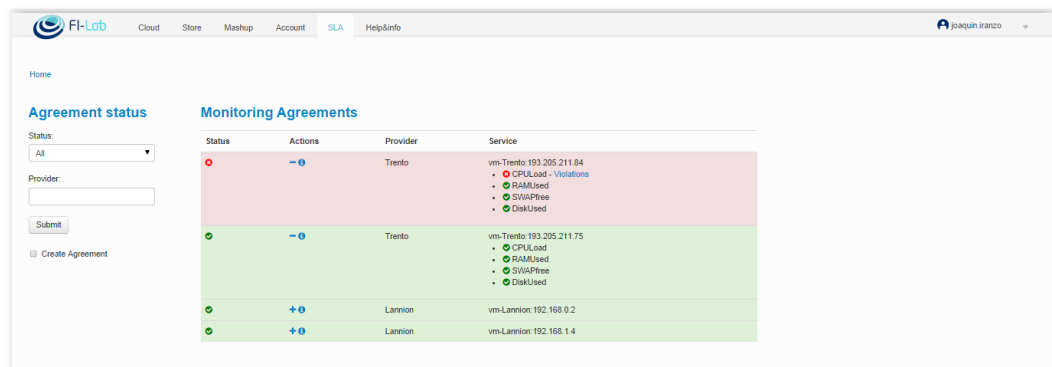 FI-Lab Cloud Store Mashup Account SLA Help&info joaquin.iranzo
Home
Agreement status
Status:
All
Provider:
Submit
Create Agreement
Monitoring Agreements
Status Actions Provider Service
Trento vm-Trento:193.205.211.84
CPULoad - Violations
RAMUsed
SWAPfree
DiskUsed
Trento vm-Trento:193.205.211.75
CPULoad
RAMUsed
SWAPfree
DiskUsed
Lannion vm-Lannion:192.168.0.2
Lannion vm-Lannion:192.168.1.4